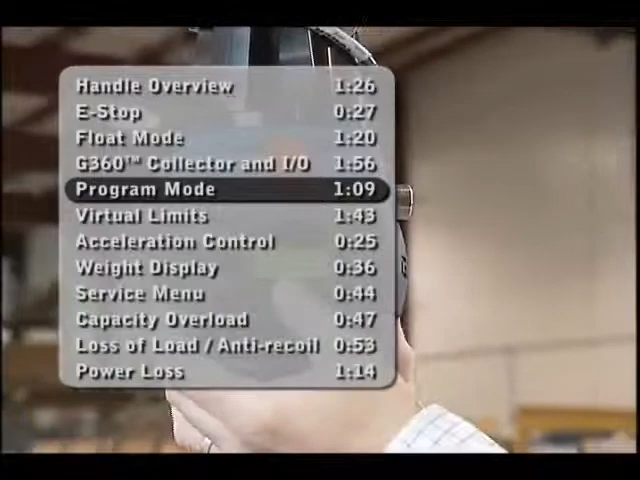 Handle Overview 1:26
E-Stop 0:27
Float Mode 1:20
G360™ Collector and I/O 1:56
Program Mode 1:09
Virtual Limits 1:43
Acceleration Control 0:25
Weight Display 0:36
Service Menu 0:44
Capacity Overload 0:47
Loss of Load / Anti-recoil 0:53
Power Loss 1:14